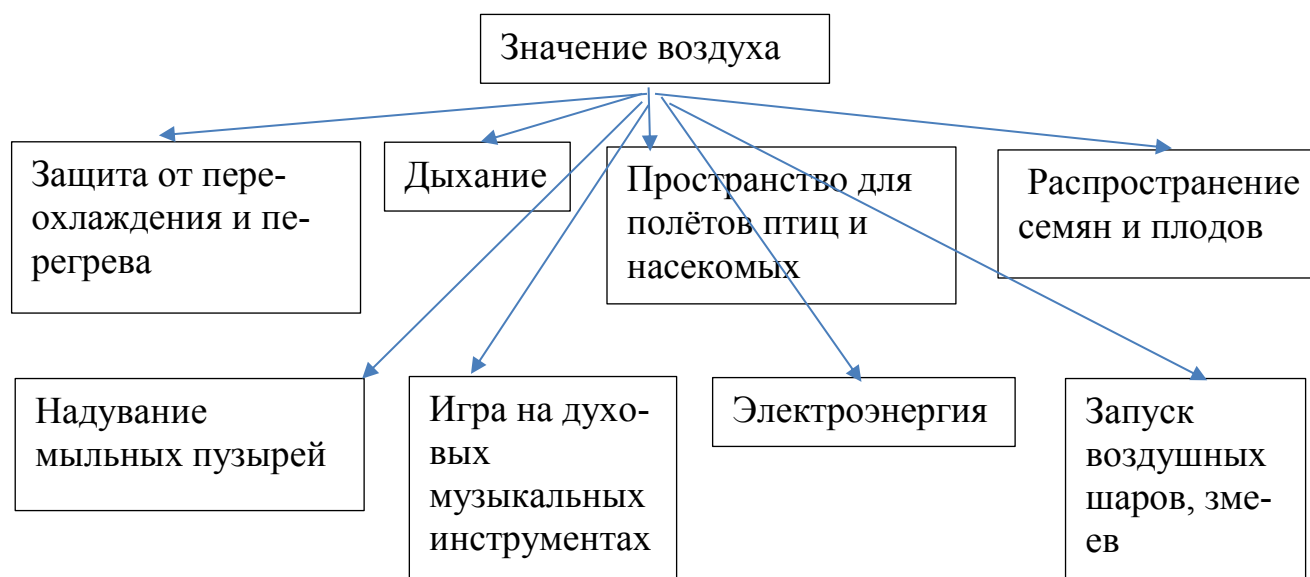 Значение воздуха
Защита от пере-
охлаждения и пе-
регрева
Дыхание
Пространство для
полётов птиц и
насекомых
Распространение
семян и плодов
Надувание
мыльных пузырей
Игра на духо-
вых
музыкальных
инструментах
Электроэнергия
Запуск
воздушных
шаров, зме-
ев